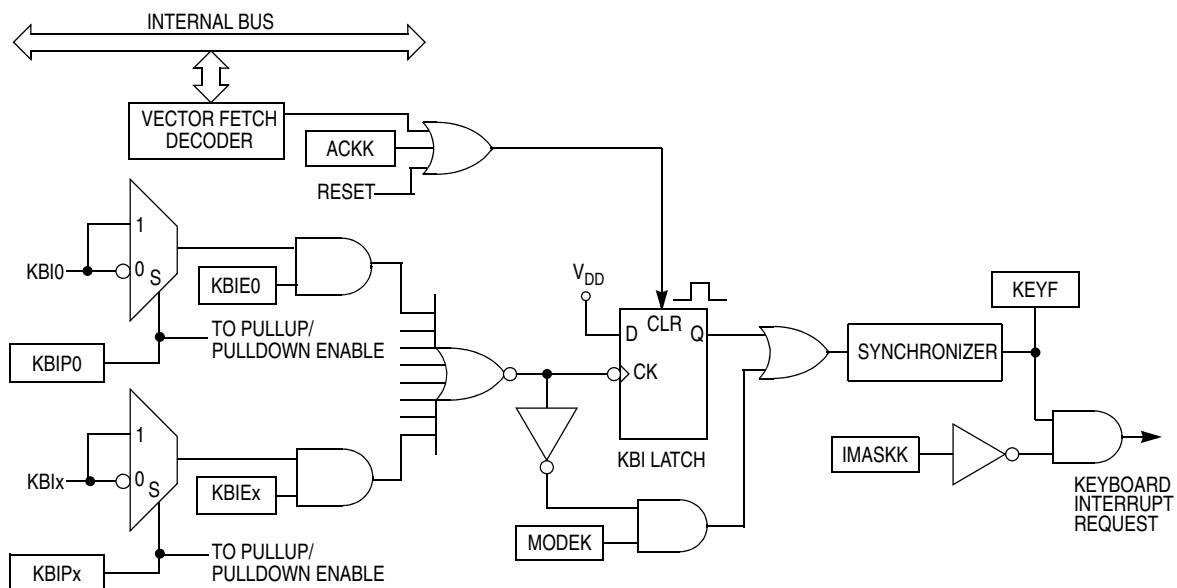 INTERNAL BUS
VECTOR FETCH
DECODER
ACKK
RESET
1
KBI0
0
S
KBIE0
TO PULLUP/
PULLDOWN ENABLE
KBIP0
VDD
D
CLR
Q
CK
KBI LATCH
SYNCHRONIZER
KEYF
1
KBIx
0
S
KBIEx
TO PULLUP/
PULLDOWN ENABLE
KBIPx
MODEK
IMASKK
KEYBOARD
INTERRUPT
REQUEST